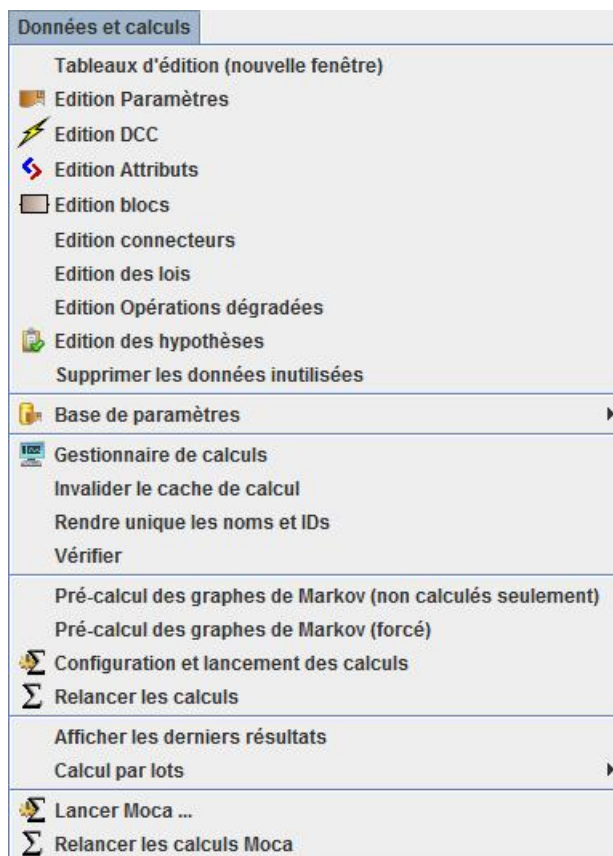 Données et calculs
Tableaux d'édition (nouvelle fenêtre)
Edition Paramètres
Edition DCC
Edition Attributs
Edition blocs
Edition connecteurs
Edition des lois
Edition Opérations dégradées
Edition des hypothèses
Supprimer les données inutilisées
Base de paramètres
Gestionnaire de calculs
Invalider le cache de calcul
Rendre unique les noms et IDs
Vérifier
Pré-calcul des graphes de Markov (non calculés seulement)
Pré-calcul des graphes de Markov (forcé)
Configuration et lancement des calculs
Relancer les calculs
Afficher les derniers résultats
Calcul par lots
Lancer Moca ...
Relancer les calculs Moca